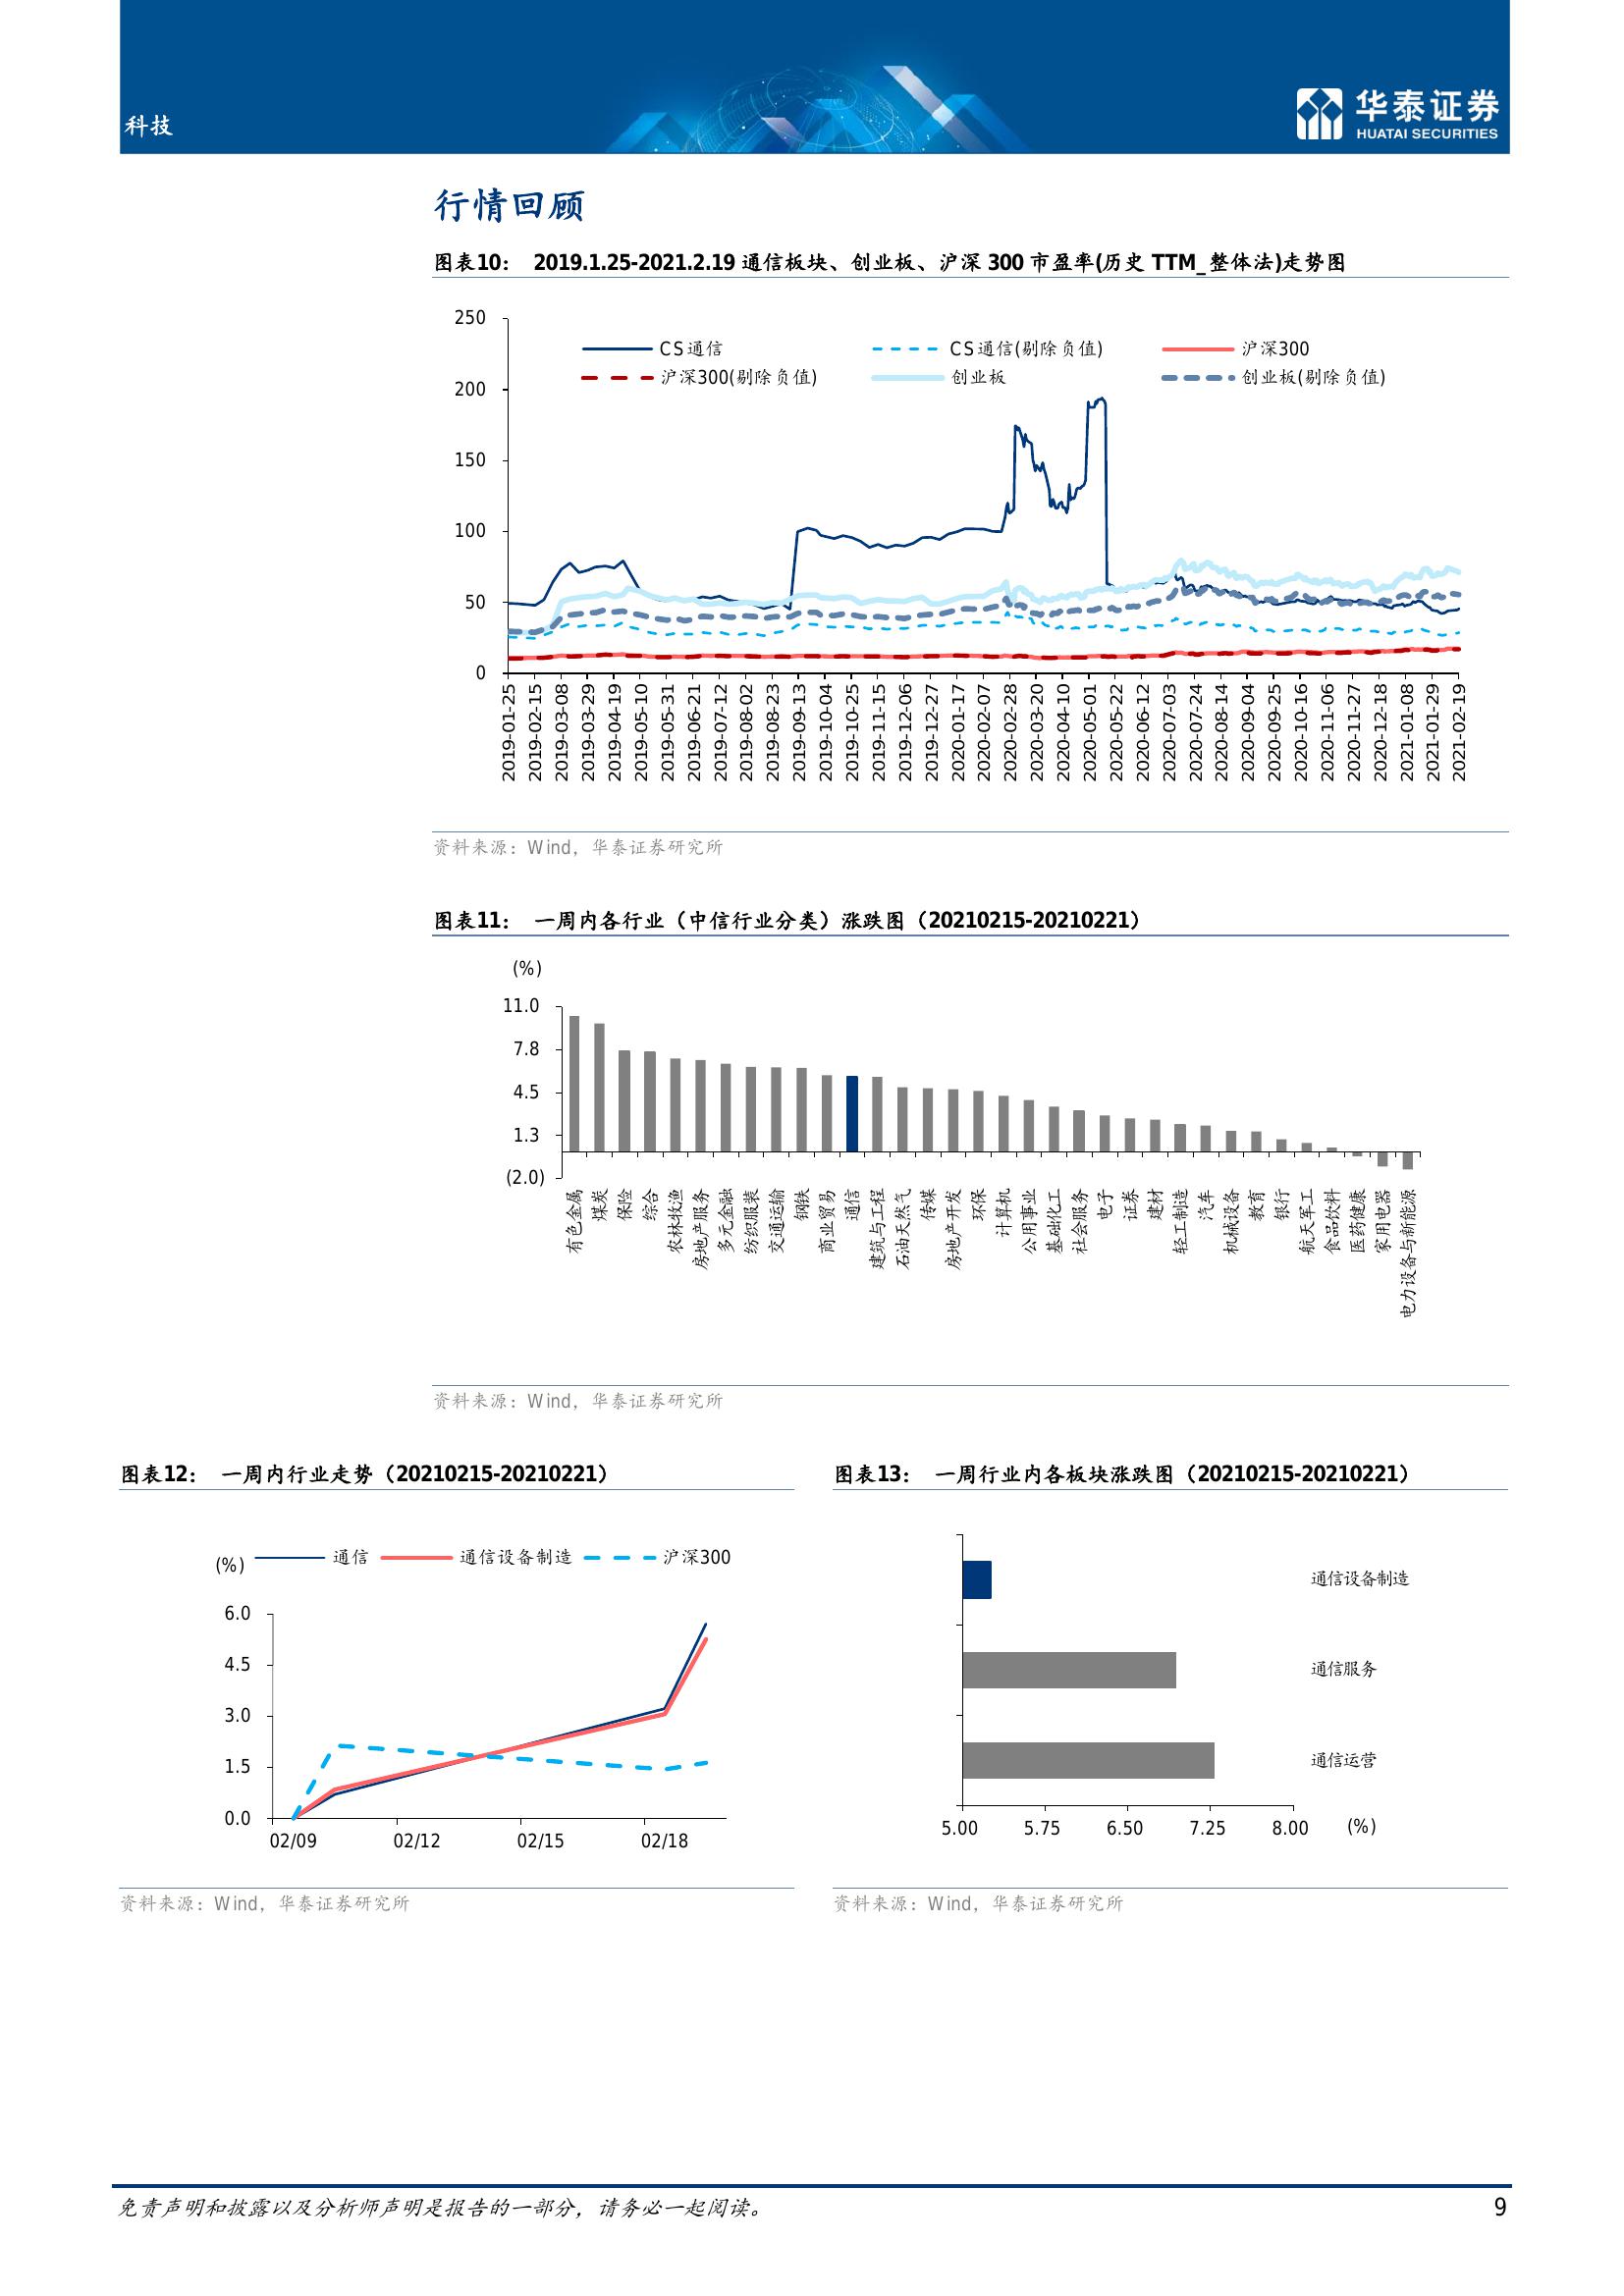 科技
华泰证券
HUATAI SECURITIES
行情回顾
图表10： 2019.1.25-2021.2.19 通信板块、创业板、沪深 300 市盈率(历史 TTM_整体法)走势图
250
200
150
100
50
0
CS通信
CS通信(剔除负值)
沪深300
沪深300(剔除负值)
创业板
创业板(剔除负值)
2019-01-25
2019-02-15
2019-03-08
2019-03-29
2019-04-19
2019-05-10
2019-05-31
2019-06-21
2019-07-12
2019-08-02
2019-08-23
2019-09-13
2019-10-04
2019-10-25
2019-11-15
2019-12-06
2019-12-27
2020-01-17
2020-02-07
2020-02-28
2020-03-20
2020-04-10
2020-05-01
2020-05-22
2020-06-12
2020-07-03
2020-07-24
2020-08-14
2020-09-04
2020-09-25
2020-10-16
2020-11-06
2020-11-27
2020-12-18
2021-01-08
2021-01-29
2021-02-19
资料来源：Wind，华泰证券研究所
图表11： 一周内各行业（中信行业分类）涨跌图（20210215-20210221）
(%)
11.0
7.8
4.5
1.3
(2.0)
有色金属
煤炭
保险
综合
农林牧渔
房地产服务
多元金融
纺织服装
交通运输
钢铁
商业贸易
通信
建筑与工程
石油天然气
传媒
房地产开发
环保
计算机
公用事业
基础化工
社会服务
电子
证券
建材
轻工制造
汽车
机械设备
教育
银行
航天军工
食品饮料
医药健康
家用电器
电力设备与新能源
资料来源：Wind，华泰证券研究所
图表12： 一周内行业走势（20210215-20210221）
(%)
通信
通信设备制造
沪深300
6.0
4.5
3.0
1.5
0.0
02/09
02/12
02/15
02/18
资料来源：Wind，华泰证券研究所
图表13： 一周行业内各板块涨跌图（20210215-20210221）
通信设备制造
通信服务
通信运营
5.00
5.75
6.50
7.25
8.00
(%)
资料来源：Wind，华泰证券研究所
免责声明和披露以及分析师声明是报告的一部分，请务必一起阅读。
9